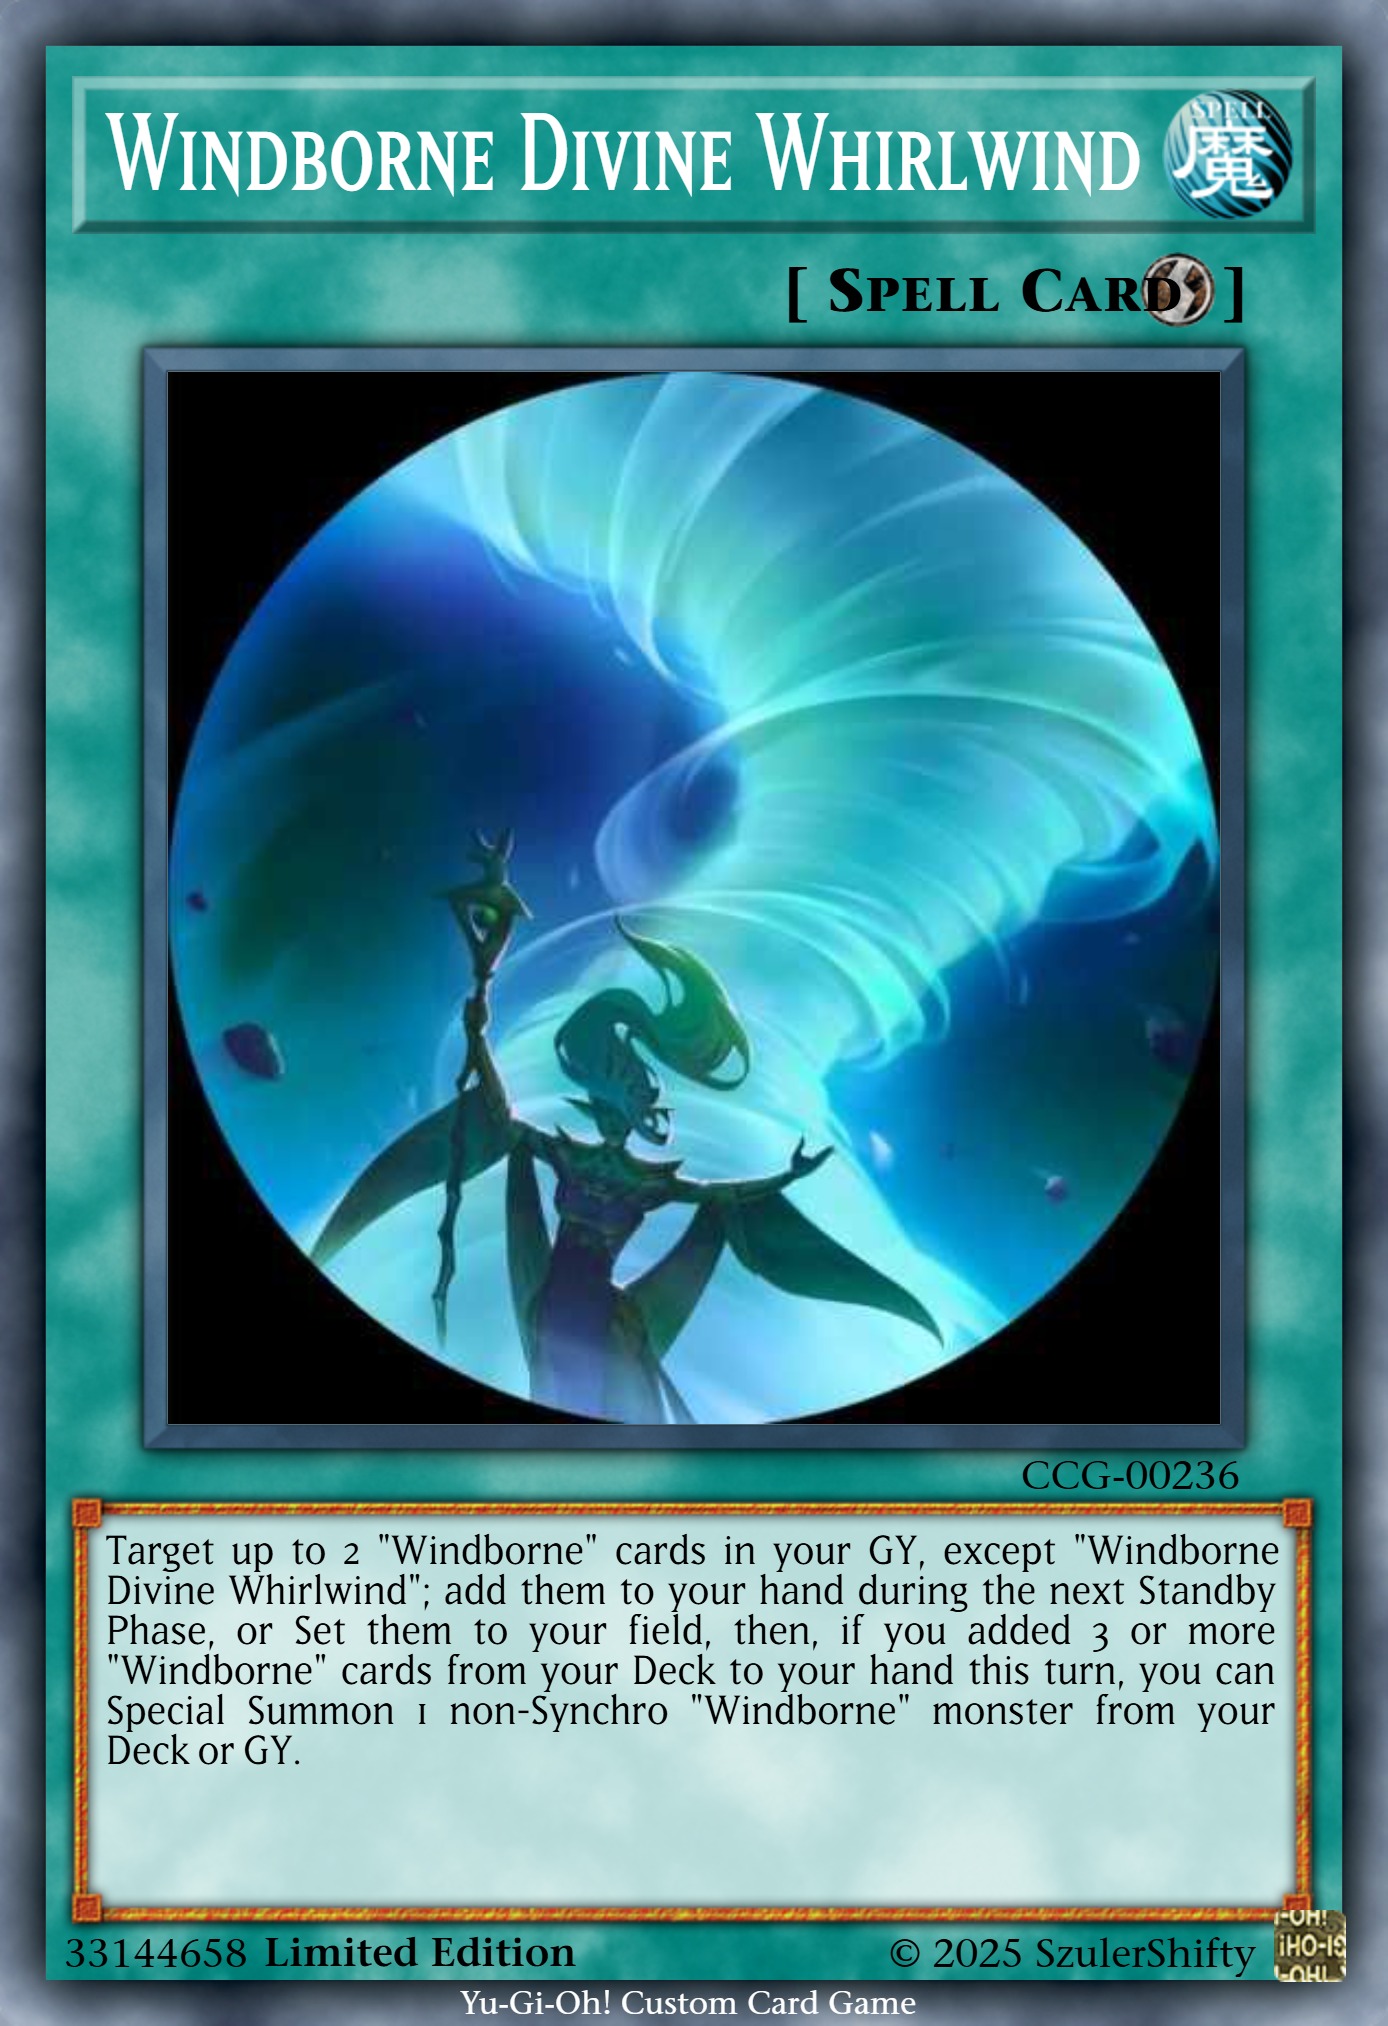 WINDBORNE DIVINE WHIRLWIND
SPELL
魔
[ SPELL CARD ]
CCG-00236
Target up to 2 "Windborne" cards in your GY, except "Windborne
Divine Whirlwind"; add them to your hand during the next Standby
Phase, or Set them to your field, then, if you added 3 or more
"Windborne" cards from your Deck to your hand this turn, you can
Special Summon 1 non-Synchro "Windborne" monster from your
Deck or GY.
33144658 Limited Edition
© 2025 SzulerShifty
Yu-Gi-Oh! Custom Card Game